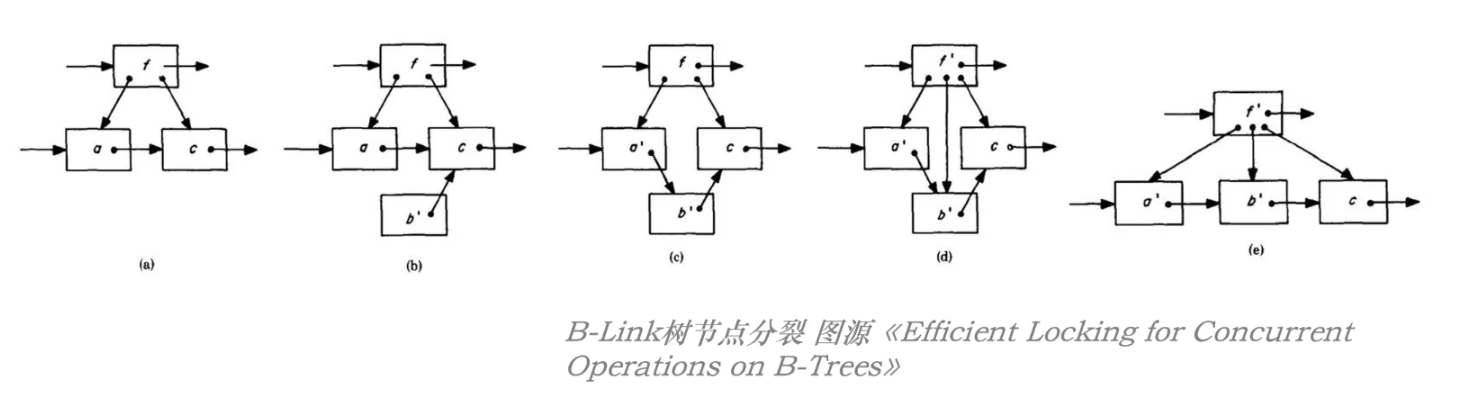 f
a
c
(a)
f
a
c
b'
(b)
f
a'
c
b'
(c)
f'
a'
c
b'
(d)
f'
a'
b'
c
(e)
B-Link树节点分裂 图源《Efficient Locking for Concurrent
Operations on B-Trees》